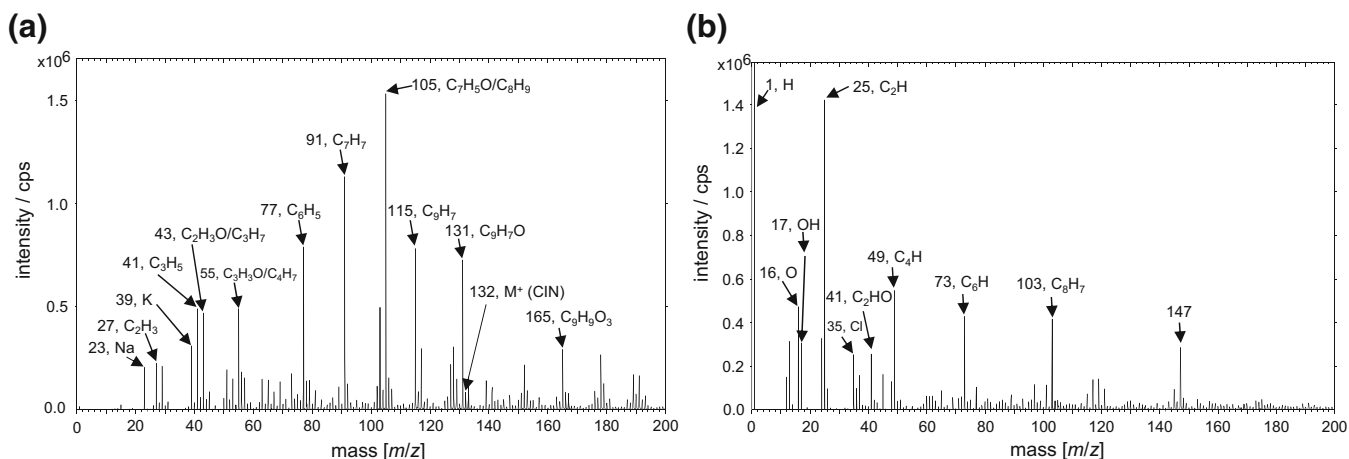 (a)
x10⁶
1.5
1.0
0.5
0.0
intensity / cps
0 20 40 60 80 100 120 140 160 180 200
mass [m/z]
105, C₇H₅O/C₈H₉
91, C₇H₇
77, C₆H₅
115, C₉H₇
43, C₂H₃O/C₃H₇
131, C₉H₇O
41, C₃H₅
55, C₃H₃O/C₄H₇
39, K
132, M⁺ (CIN)
27, C₂H₃
165, C₉H₉O₃
23, Na
(b)
x10⁶
1.4
1.2
1.0
0.8
0.6
0.4
0.2
0.0
intensity / cps
0 20 40 60 80 100 120 140 160 180 200
mass [m/z]
1, H
25, C₂H
17, OH
49, C₄H
16, O
41, C₂HO
73, C₆H
103, C₈H₇
35, Cl
147